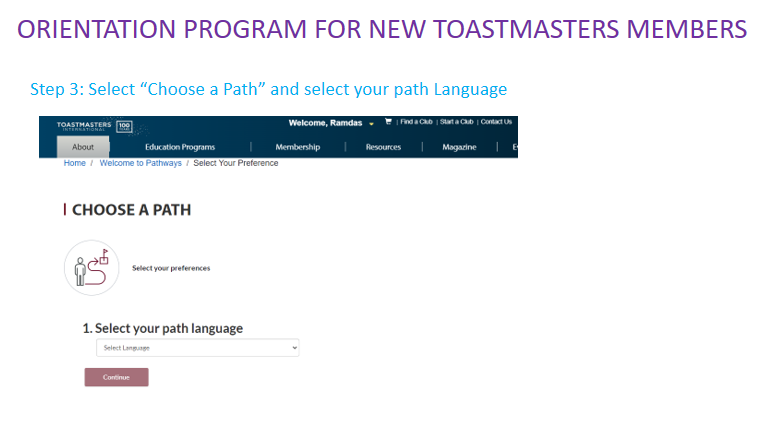 ORIENTATION PROGRAM FOR NEW TOASTMASTERS MEMBERS
Step 3: Select “Choose a Path” and select your path Language
TOASTMASTERS
INTERNATIONAL
100
Welcome, Ramdas | Find a Club | Start a Club | Contact Us
About Education Programs | Membership | Resources | Magazine |
Home / Welcome to Pathways / Select Your Preference
CHOOSE A PATH
Select your preferences
1. Select your path language
Select Language
Continue